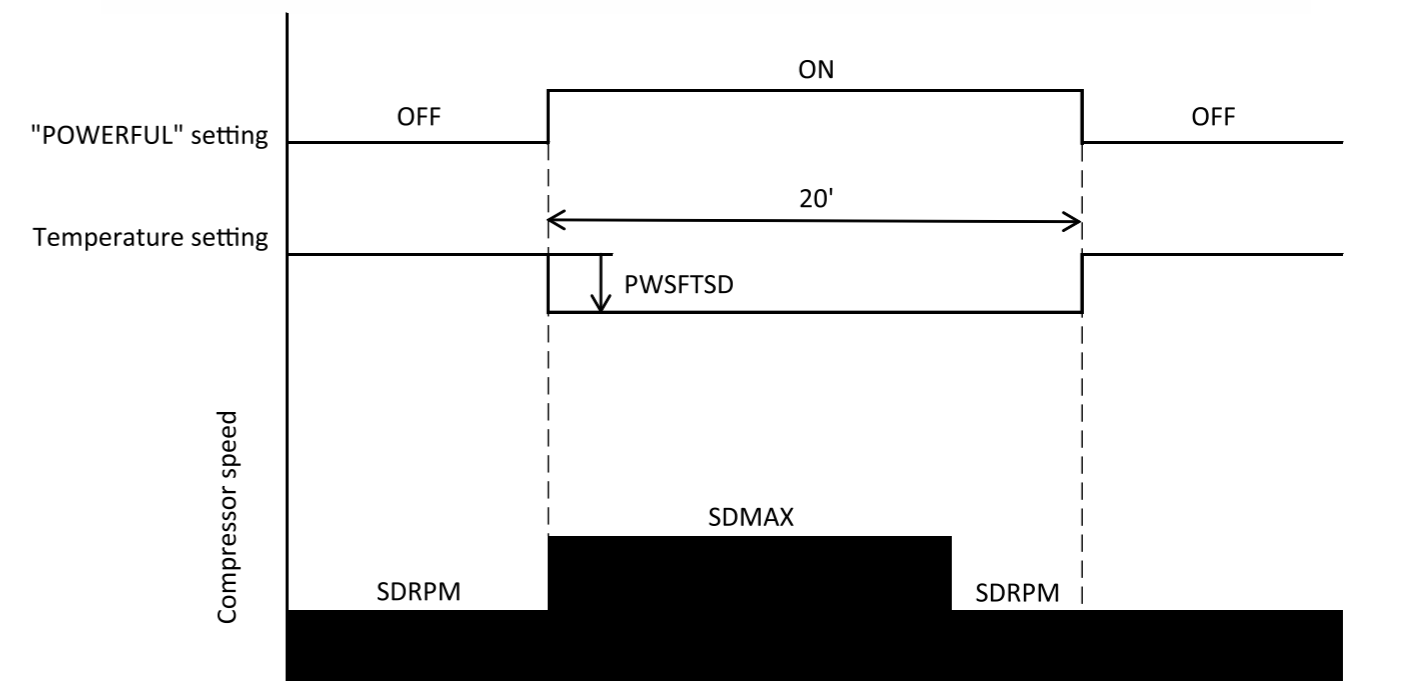 ON
OFF
OFF
"POWERFUL" setting
20'
Temperature setting
PWSFTSD
Compressor speed
SDMAX
SDRPM
SDRPM